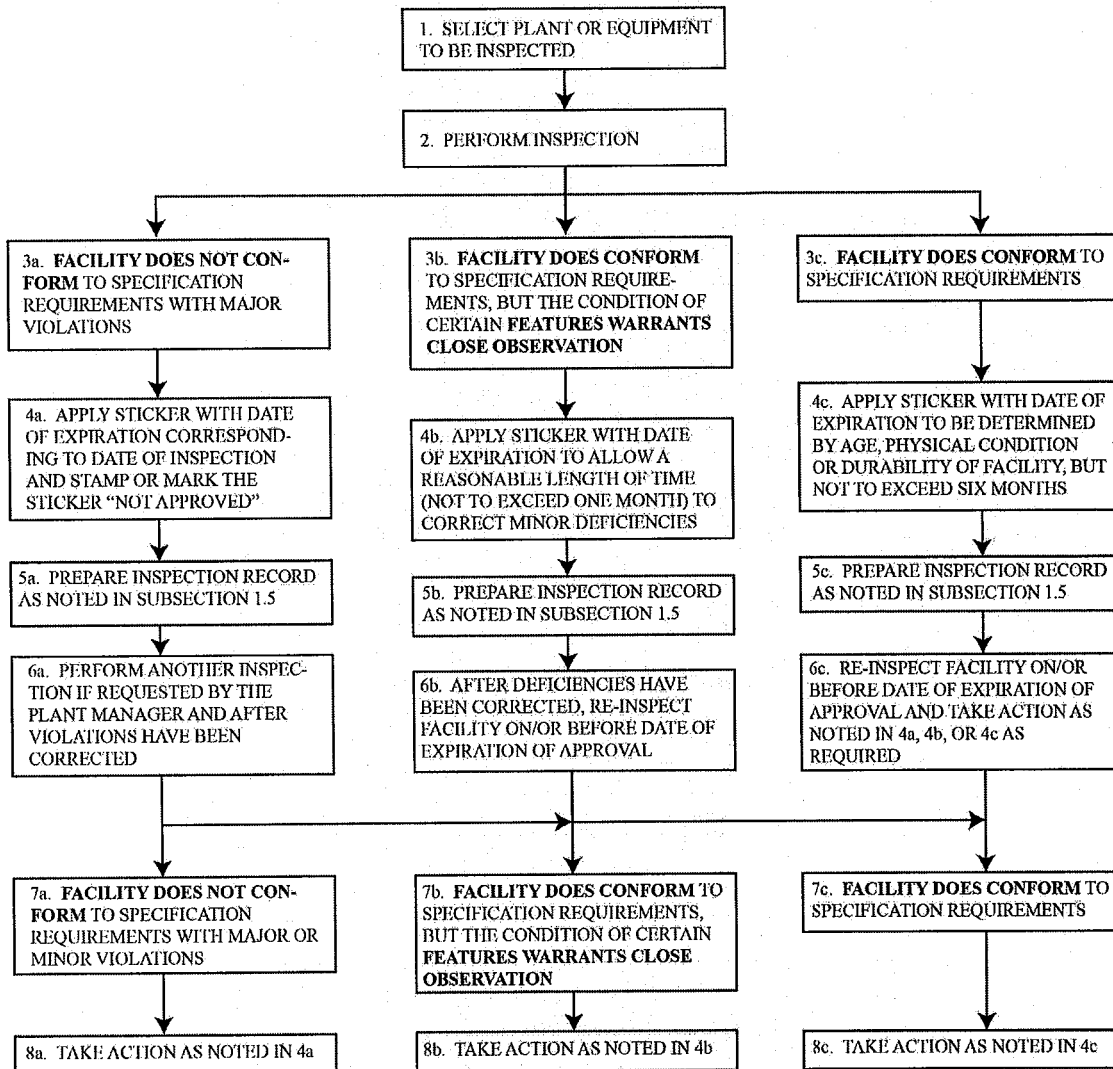 1. SELECT PLANT OR EQUIPMENT
TO BE INSPECTED
2. PERFORM INSPECTION
3a. FACILITY DOES NOT CON-
FORM TO SPECIFICATION
REQUIREMENTS WITH MAJOR
VIOLATIONS
3b. FACILITY DOES CONFORM
TO SPECIFICATION REQUIRE-
MENTS, BUT THE CONDITION OF
CERTAIN FEATURES WARRANTS
CLOSE OBSERVATION
3c. FACILITY DOES CONFORM TO
SPECIFICATION REQUIREMENTS
4a. APPLY STICKER WITH DATE
OF EXPIRATION CORRESPOND-
ING TO DATE OF INSPECTION
AND STAMP OR MARK THE
STICKER “NOT APPROVED”
4b. APPLY STICKER WITH DATE
OF EXPIRATION TO ALLOW A
REASONABLE LENGTH OF TIME
(NOT TO EXCEED ONE MONTH) TO
CORRECT MINOR DEFICIENCIES
4c. APPLY STICKER WITH DATE OF
EXPIRATION TO BE DETERMINED
BY AGE, PHYSICAL CONDITION
OR DURABILITY OF FACILITY, BUT
NOT TO EXCEED SIX MONTHS
5a. PREPARE INSPECTION RECORD
AS NOTED IN SUBSECTION 1.5
5b. PREPARE INSPECTION RECORD
AS NOTED IN SUBSECTION 1.5
5c. PREPARE INSPECTION RECORD
AS NOTED IN SUBSECTION 1.5
6a. PERFORM ANOTHER INSPEC-
TION IF REQUESTED BY THE
PLANT MANAGER AND AFTER
VIOLATIONS HAVE BEEN
CORRECTED
6b. AFTER DEFICIENCIES HAVE
BEEN CORRECTED, RE-INSPECT
FACILITY ON/OR BEFORE DATE OF
EXPIRATION OF APPROVAL
6c. RE-INSPECT FACILITY ON/OR
BEFORE DATE OF EXPIRATION OF
APPROVAL AND TAKE ACTION AS
NOTED IN 4a, 4b, OR 4c AS
REQUIRED
7a. FACILITY DOES NOT CON-
FORM TO SPECIFICATION
REQUIREMENTS WITH MAJOR OR
MINOR VIOLATIONS
7b. FACILITY DOES CONFORM TO
SPECIFICATION REQUIREMENTS,
BUT THE CONDITION OF CERTAIN
FEATURES WARRANTS CLOSE
OBSERVATION
7c. FACILITY DOES CONFORM TO
SPECIFICATION REQUIREMENTS
8a. TAKE ACTION AS NOTED IN 4a
8b. TAKE ACTION AS NOTED IN 4b
8c. TAKE ACTION AS NOTED IN 4c